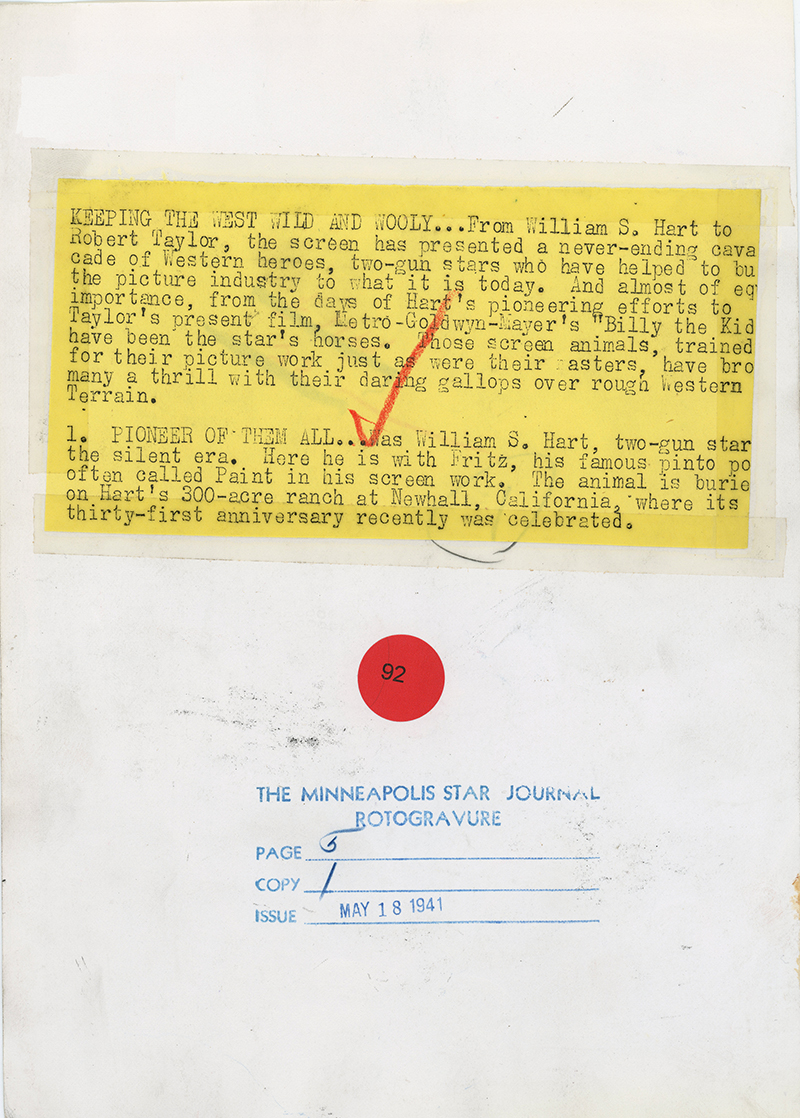 KEEPING THE WEST WILD AND WOOLY...From William S. Hart to
Robert Taylor, the screen has presented a never-ending cava
cade of Western heroes, two-gun stars who have helped to bu
the picture industry to what it is today. And almost of eq
importance, from the days of Hart's pioneering efforts to
Taylor's present film, Metro-Goldwyn-Mayer's "Billy the Kid
have been the star's horses. Those screen animals, trained
for their picture work just as were their asters, have bro
many a thrill with their daring gallops over rough Western
Terrain.
1. PIONEER OF THEM ALL...Was William S. Hart, two-gun star
the silent era. Here he is with Fritz, his famous pinto po
often called Paint in his screen work. The animal is burie
on Hart's 300-acre ranch at Newhall, California, where its
thirty-first anniversary recently was celebrated.
92
THE MINNEAPOLIS STAR JOURNAL
ROTOGRAVURE
PAGE 5
COPY 1
ISSUE MAY 18 1941